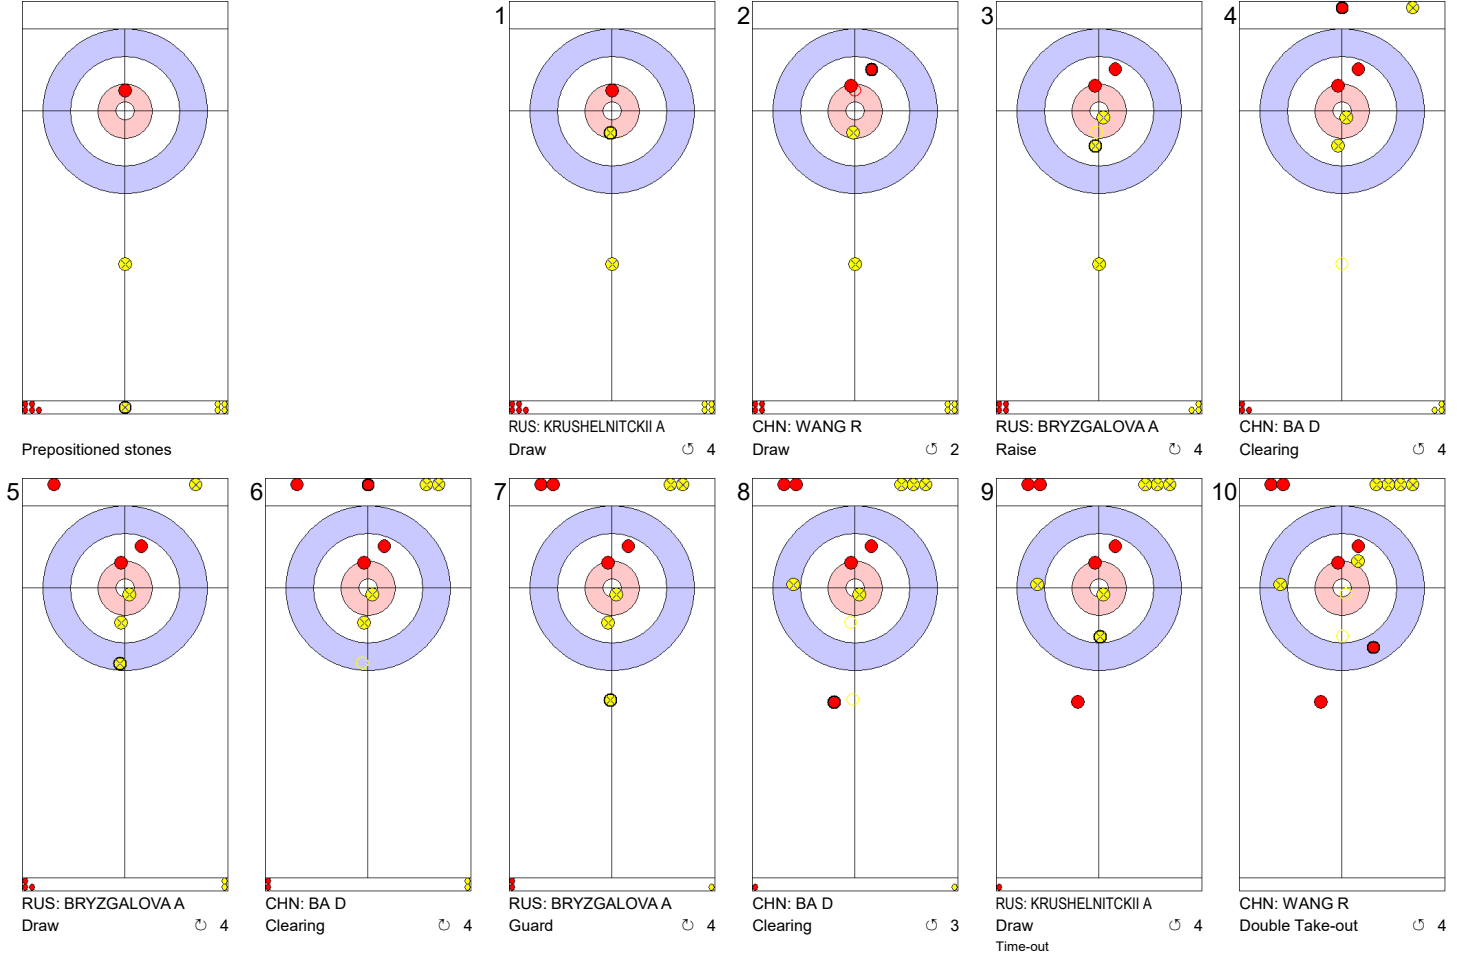 Prepositioned stones
1
RUS: KRUSHELNITCKII A
Draw ↺ 4
2
CHN: WANG R
Draw ↺ 2
3
RUS: BRYZGALOVA A
Raise ↻ 4
4
CHN: BA D
Clearing ↺ 4
5
RUS: BRYZGALOVA A
Draw ↻ 4
6
CHN: BA D
Clearing ↻ 4
7
RUS: BRYZGALOVA A
Guard ↻ 4
8
CHN: BA D
Clearing ↺ 3
9
RUS: KRUSHELNITCKII A
Draw ↻ 4
Time-out
10
CHN: WANG R
Double Take-out ↺ 4